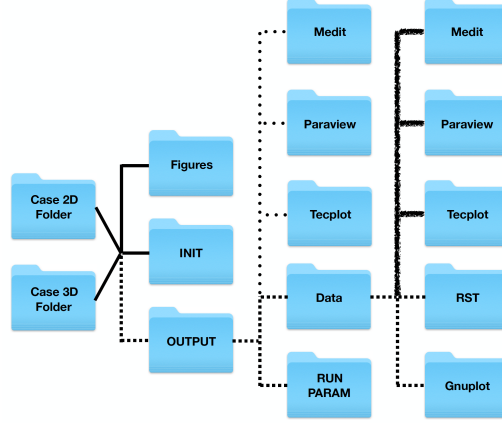 Case 2D
Folder
Case 3D
Folder
Figures
INIT
OUTPUT
Medit
Paraview
Tecplot
Data
RUN
PARAM
Medit
Paraview
Tecplot
RST
Gnuplot